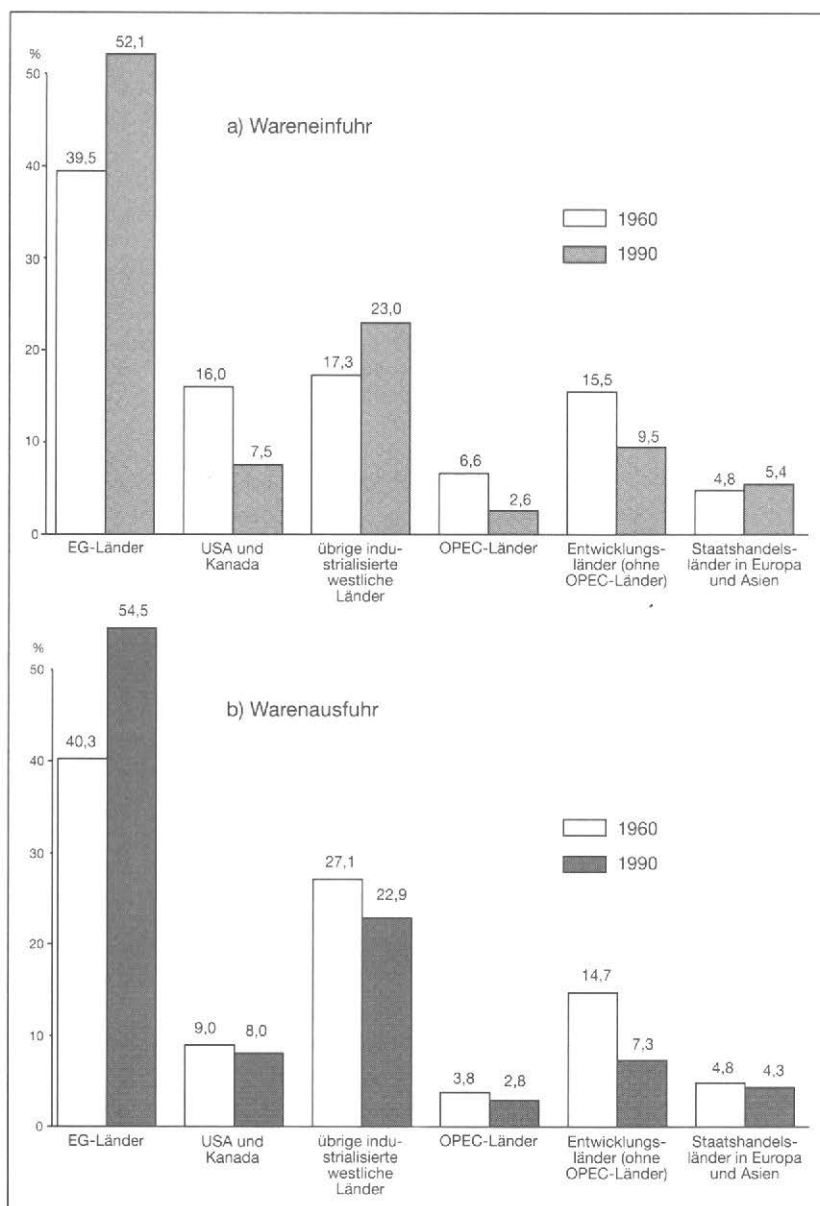 52,1
%
50
a) Wareneinfuhr
39,5
40
1960
1990
30
23,0
20
17,3
16,0
15,5
10
9,5
7,5
6,6
5,4
4,8
2,6
0
EG-Länder
USA und
Kanada
übrige indu-
strialisierte
westliche
Länder
OPEC-Länder
Entwicklungs-
länder (ohne
OPEC-Länder)
Staatshandels-
länder in Europa
und Asien
54,5
%
50
b) Warenausfuhr
40,3
40
1960
1990
30
27,1
22,9
20
14,7
10
9,0
8,0
7,3
3,8
2,8
4,8
4,3
0
EG-Länder
USA und
Kanada
übrige indu-
strialisierte
westliche
Länder
OPEC-Länder
Entwicklungs-
länder (ohne
OPEC-Länder)
Staatshandels-
länder in Europa
und Asien